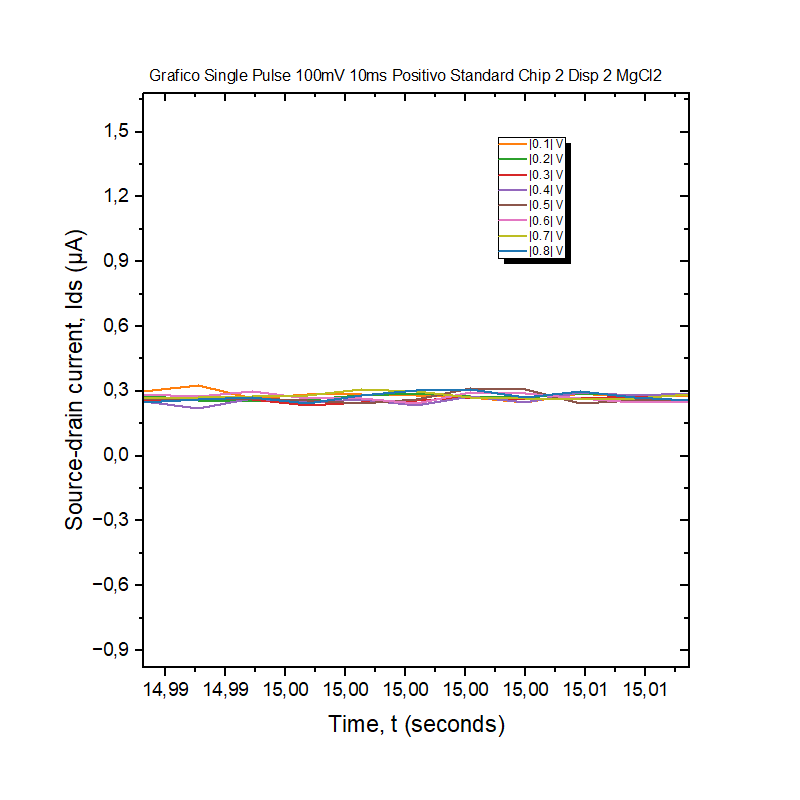 Grafico Single Pulse 100mV 10ms Positivo Standard Chip 2 Disp 2 MgCl2
1,5
1,2
0,9
0,6
0,3
0,0
−0,3
−0,6
−0,9
Source-drain current, Ids (µA)
|0.1| V
|0.2| V
|0.3| V
|0.4| V
|0.5| V
|0.6| V
|0.7| V
|0.8| V
14,99 14,99 15,00 15,00 15,00 15,00 15,00 15,01 15,01
Time, t (seconds)